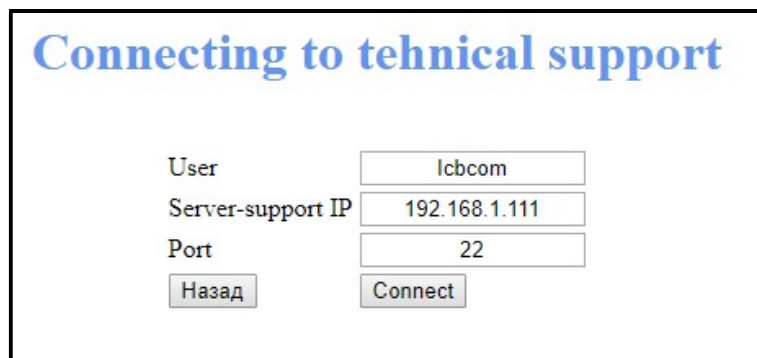 Connecting to tehnical support
User lcbcom
Server-support IP 192.168.1.111
Port 22
Назад Connect